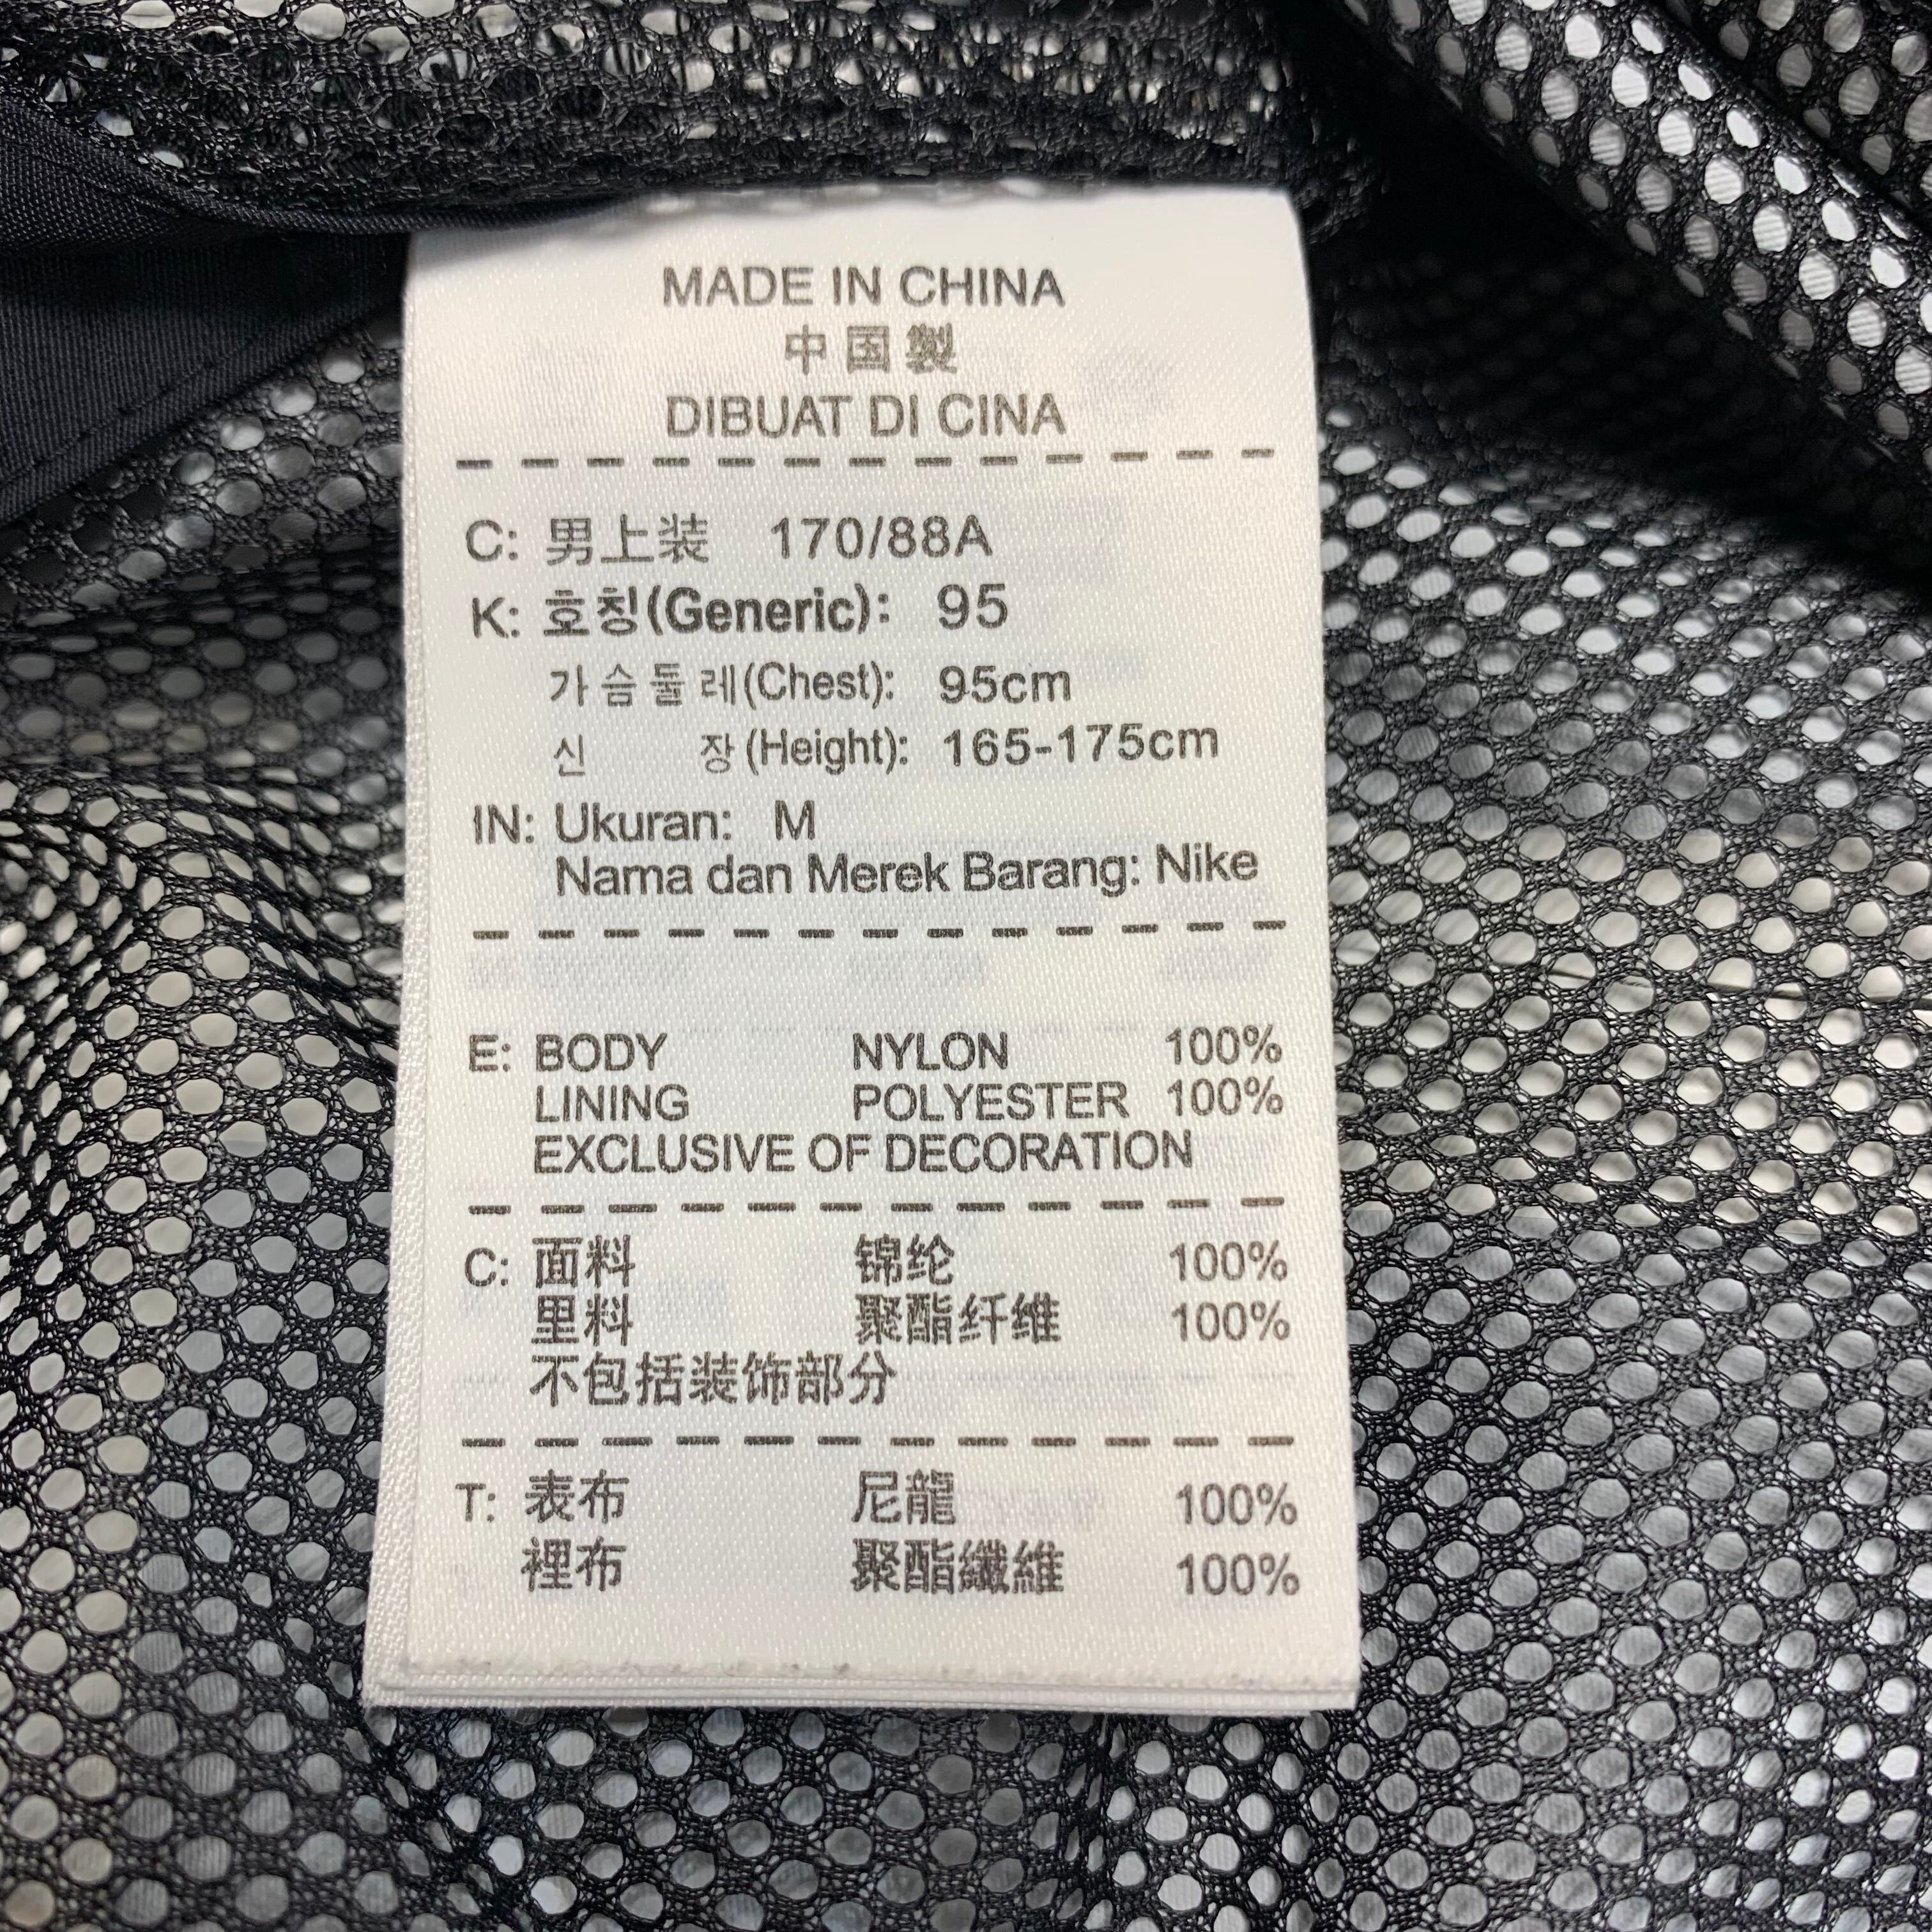 MADE IN CHINA
中国製
DIBUAT DI CINA
C: 男上装 170/88A
K: 호칭(Generic): 95
가슴둘레(Chest): 95cm
신 장(Height): 165-175cm
IN: Ukuran: M
Nama dan Merek Barang: Nike
E: BODY NYLON 100%
LINING POLYESTER 100%
EXCLUSIVE OF DECORATION
C: 面料 锦纶 100%
里料 聚酯纤维 100%
不包括装饰部分
T: 表布 尼龍 100%
裡布 聚酯纖維 100%